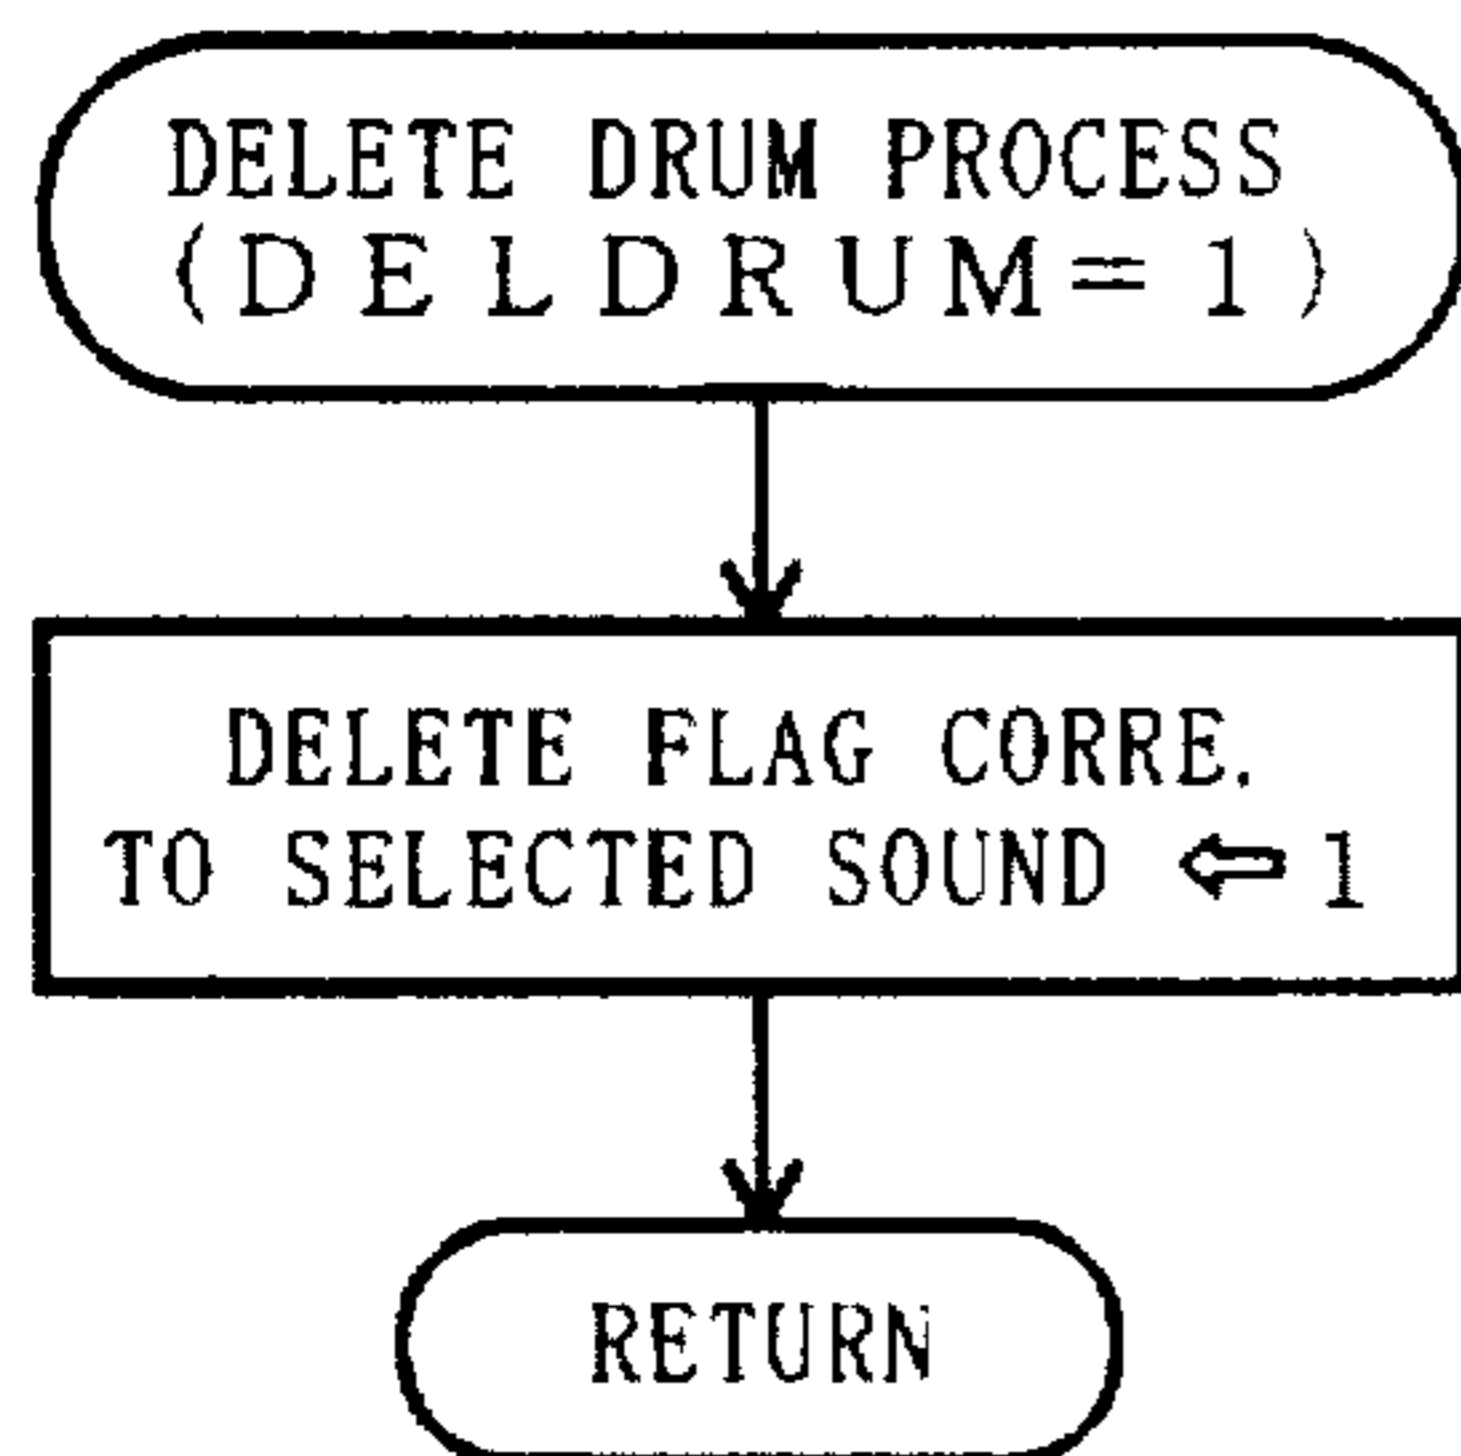 DELETE DRUM PROCESS
(DELDRUM=1)
DELETE FLAG CORRE.
TO SELECTED SOUND ⇦ 1
RETURN